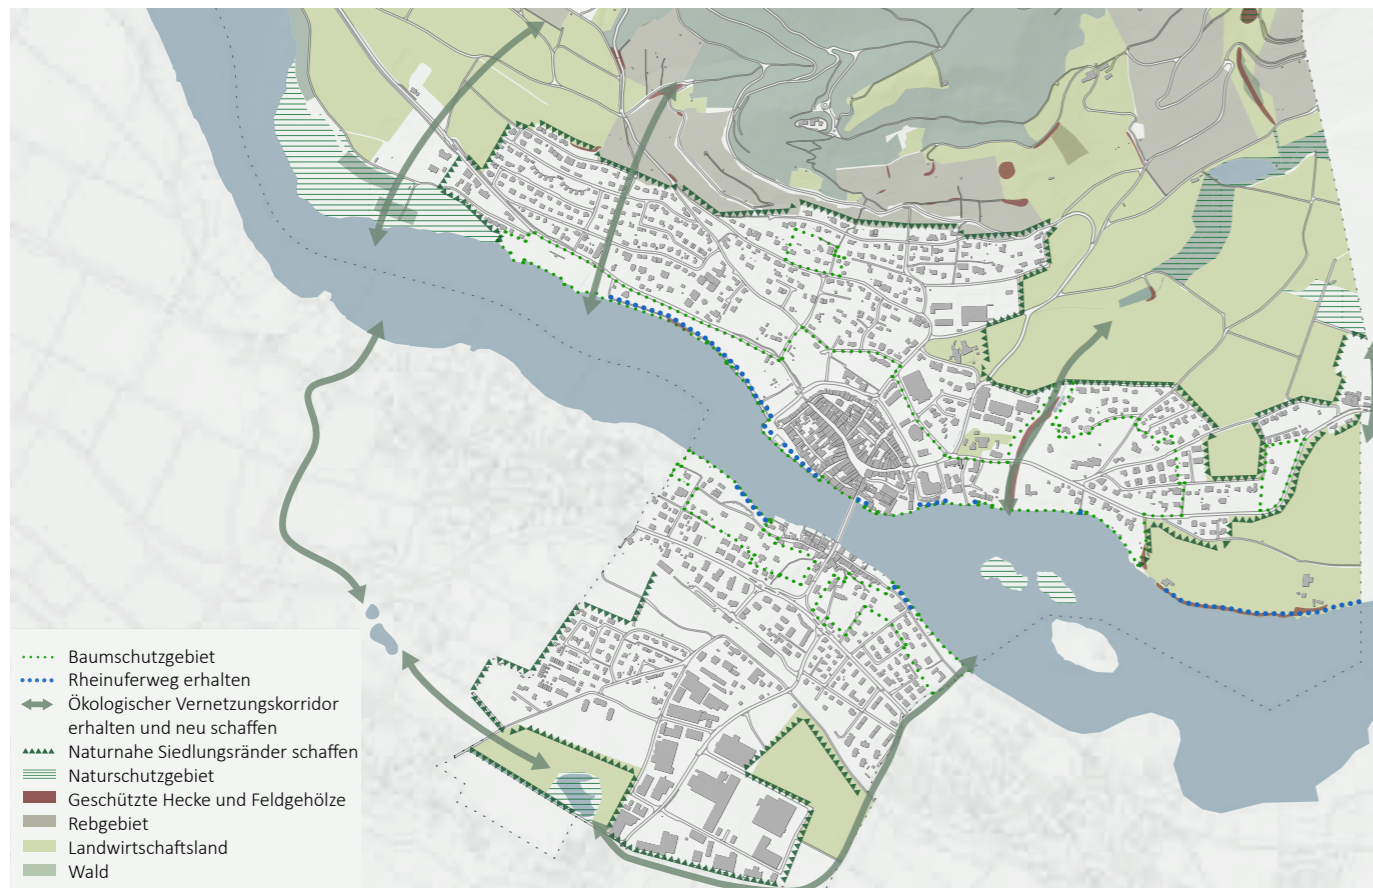 Baumschutzgebiet
Rheinuferweg erhalten
Ökologischer Vernetzungskorridor
erhalten und neu schaffen
Naturnahe Siedlungsränder schaffen
Naturschutzgebiet
Geschützte Hecke und Feldgehölze
Rebgebiet
Landwirtschaftsland
Wald